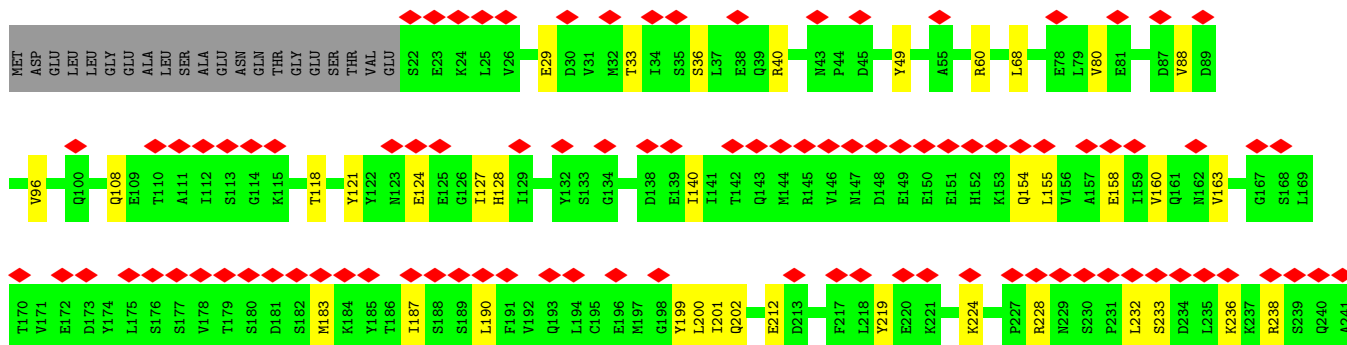 MET ASP GLU LEU LEU GLY GLU ALA LEU SER ALA GLU ASN GLN THR GLY GLU SER THR VAL GLU S22 E23 K24 L25 V26 E29 D30 V31 M32 T33 I34 S35 S36 L37 E38 Q39 R40 N43 P44 D45 Y49 A55 R60 L68 E78 L79 V80 E81 D87 V88 D89
V96 Q100 Q108 E109 T110 A111 I112 S113 G114 K115 T118 Y121 Y122 N123 E124 E125 G126 I127 H128 I129 Y132 S133 G134 D138 E139 I140 I141 T142 Q143 M144 R145 V146 N147 D148 E149 E150 E151 H152 K153 Q154 L155 V156 A157 E158 I159 V160 Q161 N162 V163 G167 S168 L169
T170 V171 E172 D173 Y174 L175 S176 S177 V178 T179 S180 D181 S182 M183 K184 Y185 T186 I187 S188 S189 L190 F191 V192 Q193 L194 C195 E196 M197 G198 Y199 L200 I201 Q202 E212 D213 F217 L218 Y219 E220 K221 K224 P227 R228 N229 S230 P231 L232 S233 D234 L235 K236 K237 R238 S239 Q240 A241